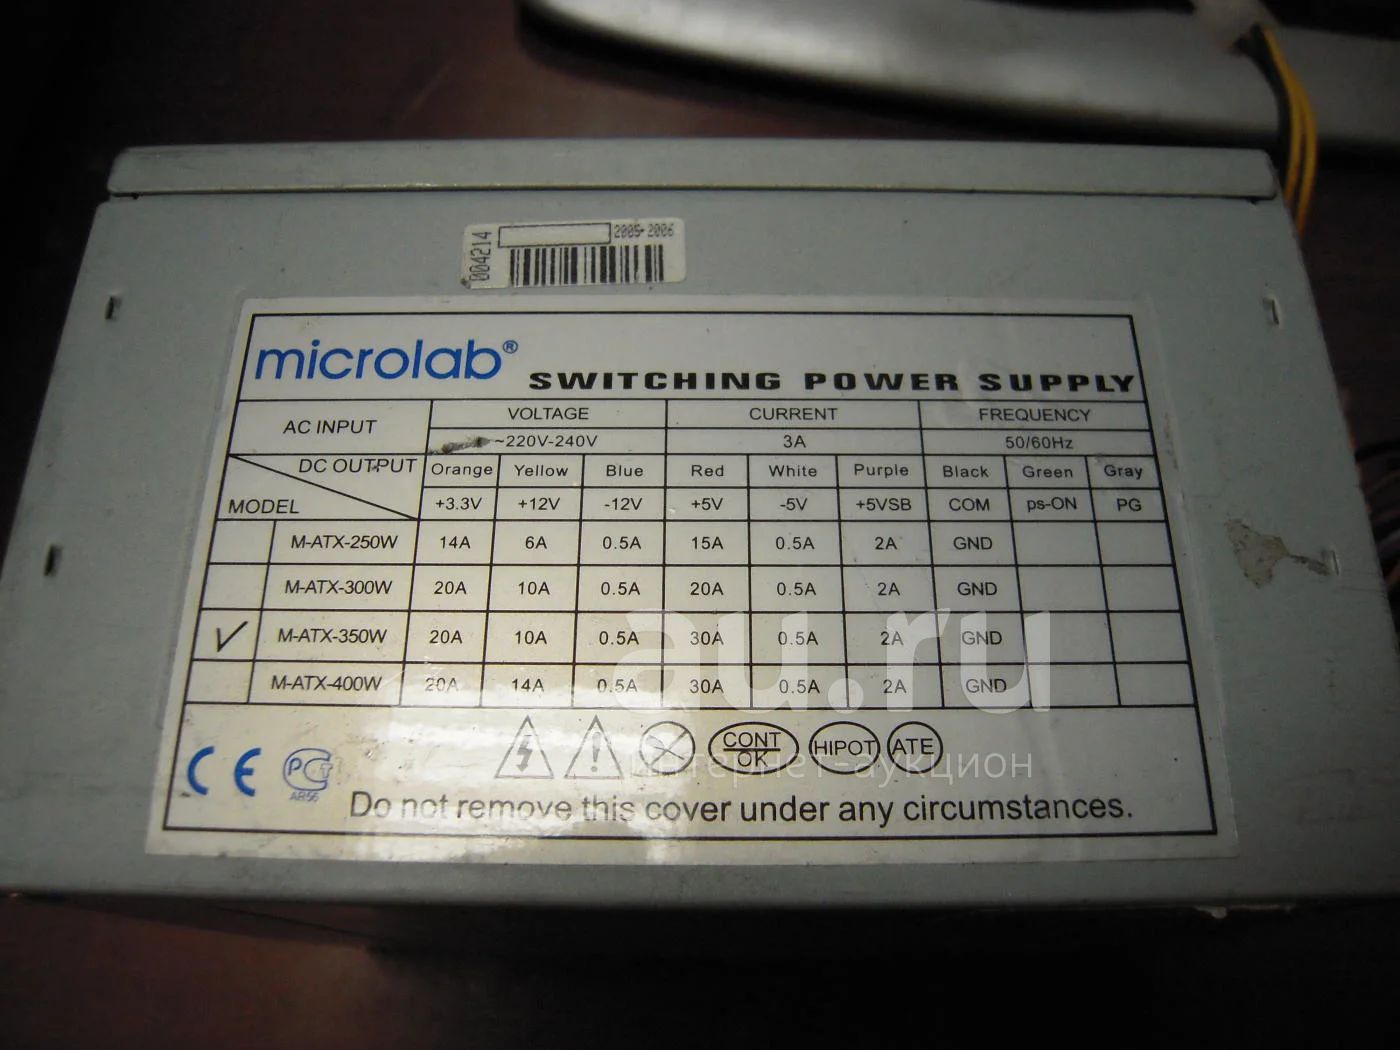 004214
2005-2006
microlab®
SWITCHING POWER SUPPLY
AC INPUT VOLTAGE CURRENT FREQUENCY
~220V-240V 3A 50/60Hz
DC OUTPUT Orange Yellow Blue Red White Purple Black Green Gray
MODEL +3.3V +12V -12V +5V -5V +5VSB COM ps-ON PG
M-ATX-250W 14A 6A 0.5A 15A 0.5A 2A GND
M-ATX-300W 20A 10A 0.5A 20A 0.5A 2A GND
M-ATX-350W 20A 10A 0.5A 30A 0.5A 2A GND
M-ATX-400W 20A 14A 0.5A 30A 0.5A 2A GND
CONT OK HIPOT ATE
CE РСТ
АВ56
Do not remove this cover under any circumstances.
au.ru
интернет-аукцион